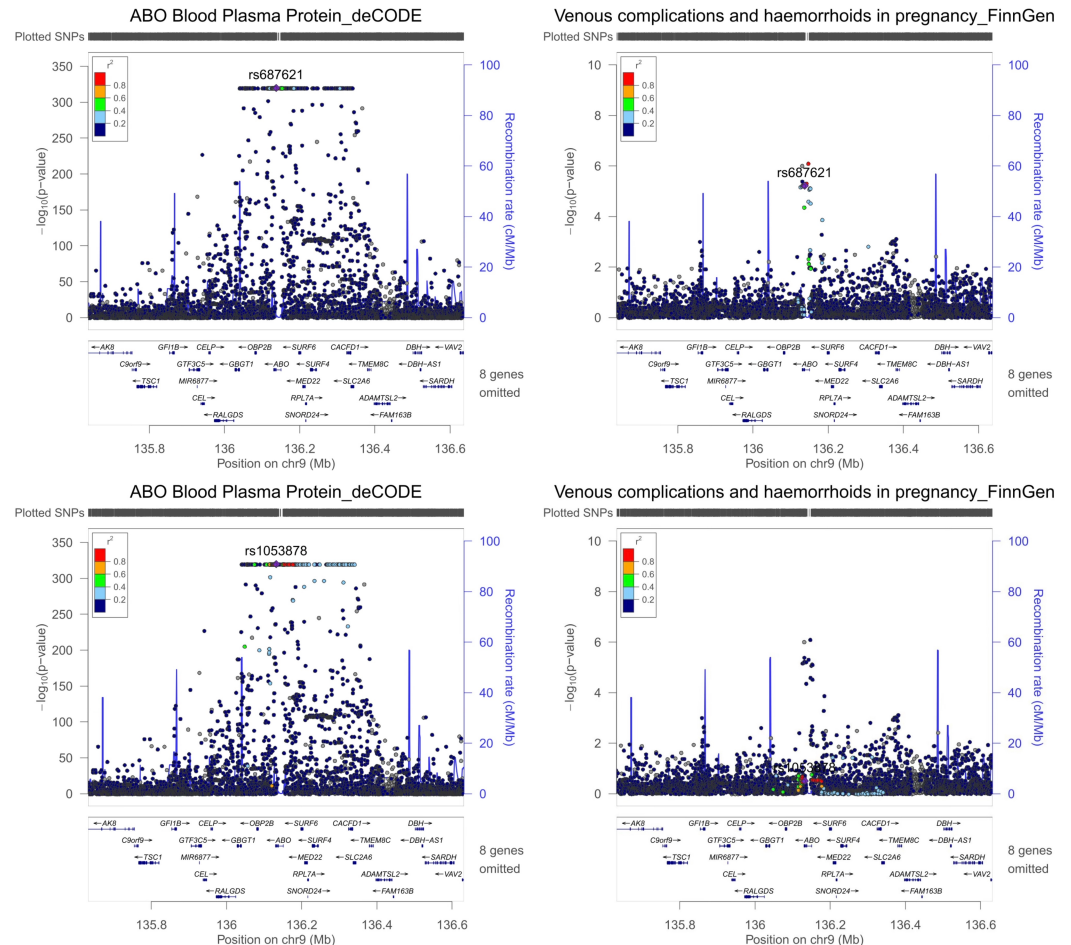 ABO Blood Plasma Protein_deCODE
Plotted SNPs
rs687621
r²
0.8
0.6
0.4
0.2
−log10(p−value)
350
300
250
200
150
100
50
0
Recombination rate (cM/Mb)
100
80
60
40
20
0
←AK8 GFI1B→ CELP→ ←OBP2B ←SURF6 CACFD1→ DBH→ ←VAV2
C9orf9→ GTF3C5→ ←GBGT1 ←ABO ←SURF4 ←TMEM8C ←DBH−AS1
←TSC1 MIR6877→ ←MED22 ←SLC2A6 ←SARDH
CEL→ RPL7A→ ADAMTSL2→
←RALGDS SNORD24→ ←FAM163B
8 genes
omitted
135.8 136 136.2 136.4 136.6
Position on chr9 (Mb)
Venous complications and haemorrhoids in pregnancy_FinnGen
Plotted SNPs
rs687621
r²
0.8
0.6
0.4
0.2
−log10(p−value)
10
8
6
4
2
0
Recombination rate (cM/Mb)
100
80
60
40
20
0
←AK8 GFI1B→ CELP→ ←OBP2B ←SURF6 CACFD1→ DBH→ ←VAV2
C9orf9→ GTF3C5→ ←GBGT1 ←ABO ←SURF4 ←TMEM8C ←DBH−AS1
←TSC1 MIR6877→ ←MED22 ←SLC2A6 ←SARDH
CEL→ RPL7A→ ADAMTSL2→
←RALGDS SNORD24→ ←FAM163B
8 genes
omitted
135.8 136 136.2 136.4 136.6
Position on chr9 (Mb)
ABO Blood Plasma Protein_deCODE
Plotted SNPs
rs1053878
r²
0.8
0.6
0.4
0.2
−log10(p−value)
350
300
250
200
150
100
50
0
Recombination rate (cM/Mb)
100
80
60
40
20
0
←AK8 GFI1B→ CELP→ ←OBP2B ←SURF6 CACFD1→ DBH→
C9orf9→ GTF3C5→ ←GBGT1 ←ABO ←SURF4 ←TMEM8C ←DBH−AS1
←TSC1 MIR6877→ ←MED22 ←SLC2A6 SARDH
CEL→ RPL7A→ ADAMTSL2→ ←VAV2
←RALGDS SNORD24→ ←FAM163B
8 genes
omitted
135.8 136 136.2 136.4 136.6
Position on chr9 (Mb)
Venous complications and haemorrhoids in pregnancy_FinnGen
Plotted SNPs
rs1053878
r²
0.8
0.6
0.4
0.2
−log10(p−value)
10
8
6
4
2
0
Recombination rate (cM/Mb)
100
80
60
40
20
0
←AK8 GFI1B→ CELP→ ←OBP2B ←SURF6 CACFD1→ DBH→
C9orf9→ GTF3C5→ ←GBGT1 ←ABO ←SURF4 ←TMEM8C ←DBH−AS1
←TSC1 MIR6877→ ←MED22 ←SLC2A6 ←SARDH
CEL→ RPL7A→ ADAMTSL2→ ←VAV2
←RALGDS SNORD24→ ←FAM163B
8 genes
omitted
135.8 136 136.2 136.4 136.6
Position on chr9 (Mb)